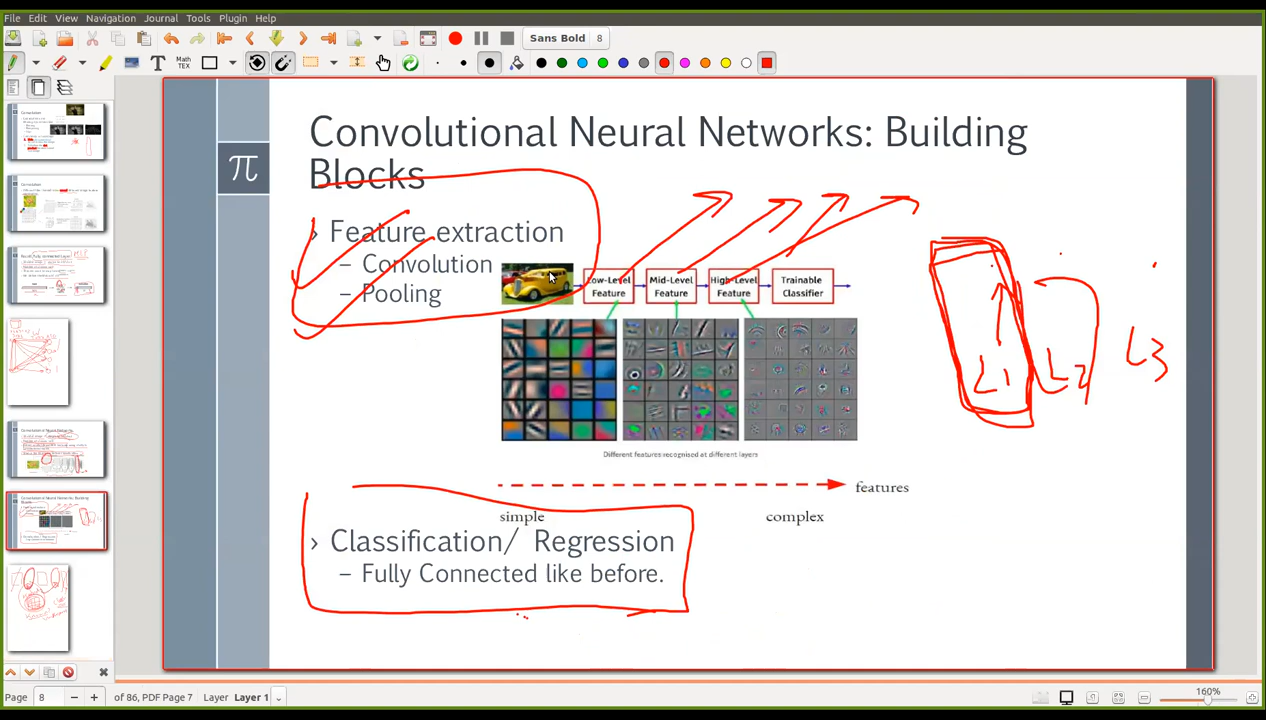 File Edit View Navigation Journal Tools Plugin Help
Sans Bold 8
Convolutional Neural Networks: Building
Blocks
π
› Feature extraction
– Convolution
– Pooling
Low-Level
Feature
Mid-Level
Feature
High-Level
Feature
Trainable
Classifier
Different features recognised at different layers
features
simple
complex
› Classification/ Regression
– Fully Connected like before.
L1
L2
L3
Page 8 of 86, PDF Page 7 Layer Layer 1
160%